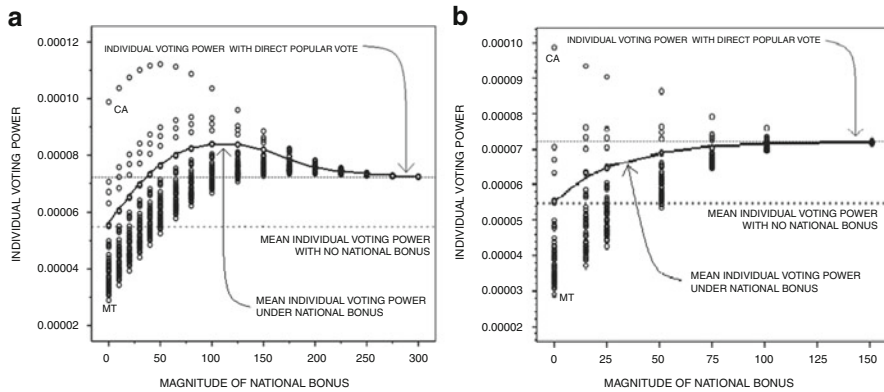 a
0.00012
0.00010
0.00008
0.00006
0.00004
0.00002
INDIVIDUAL VOTING POWER
INDIVIDUAL VOTING POWER WITH DIRECT POPULAR VOTE
CA
MT
MEAN INDIVIDUAL VOTING POWER
WITH NO NATIONAL BONUS
MEAN INDIVIDUAL VOTING POWER
UNDER NATIONAL BONUS
0 50 100 150 200 250 300
MAGNITUDE OF NATIONAL BONUS
b
0.00010
0.00009
0.00008
0.00007
0.00006
0.00005
0.00004
0.00003
0.00002
INDIVIDUAL VOTING POWER
INDIVIDUAL VOTING POWER WITH DIRECT POPULAR VOTE
CA
MT
MEAN INDIVIDUAL VOTING POWER
WITH NO NATIONAL BONUS
MEAN INDIVIDUAL VOTING POWER
UNDER NATIONAL BONUS
0 25 50 75 100 125 150
MAGNITUDE OF NATIONAL BONUS